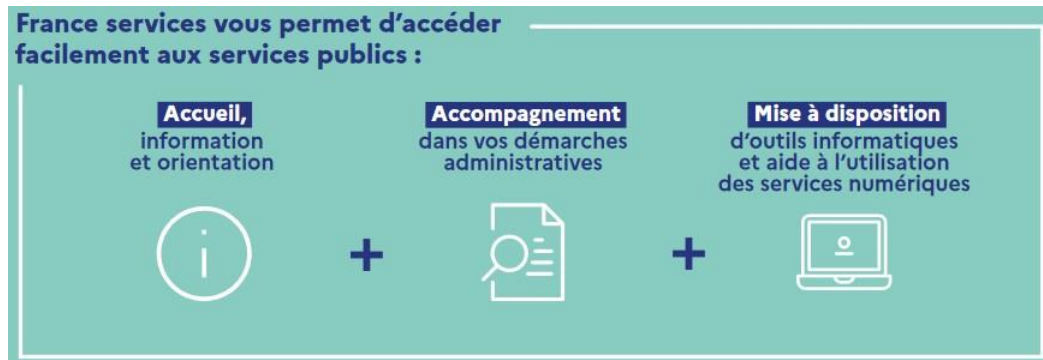 France services vous permet d’accéder
facilement aux services publics :
Accueil,
information
et orientation
Accompagnement
dans vos démarches
administratives
Mise à disposition
d’outils informatiques
et aide à l’utilisation
des services numériques
i
+
+